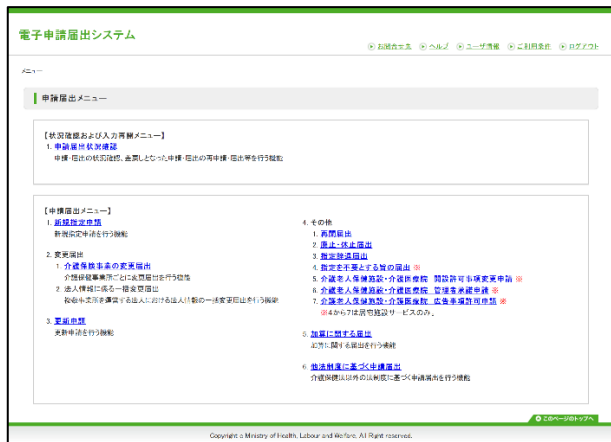 電子申請届出システム
お問合せ先 ヘルプ ユーザ情報 ご利用条件 ログアウト
メニュー
申請届出メニュー
【状況確認および入力再開メニュー】
1. 申請届出状況確認
申請・届出の状況確認、差戻しとなった申請・届出の再申請・届出等を行う機能
【申請届出メニュー】
1. 新規指定申請
新規指定申請を行う機能
2. 変更届出
1. 介護保険事業の変更届出
介護保険事業所ごとに変更届出を行う機能
2. 法人情報に係る一括変更届出
複数事業所を運営する法人における法人情報の一括変更届出を行う機能
3. 更新申請
更新申請を行う機能
4. その他
1. 再開届出
2. 廃止・休止届出
3. 指定辞退届出
4. 指定を不要とする旨の届出 ※
5. 介護老人保健施設・介護医療院 開設許可事項変更申請 ※
6. 介護老人保健施設・介護医療院 管理者承認申請 ※
7. 介護老人保健施設・介護医療院 広告事項許可申請 ※
※4から7は居宅施設サービスのみ。
5. 加算に関する届出
加算に関する届出を行う機能
6. 他法制度に基づく申請届出
介護保険法以外の法制度に基づく申請届出を行う機能
このページのトップへ
Copyright © Ministry of Health, Labour and Welfare, All Right reserved.